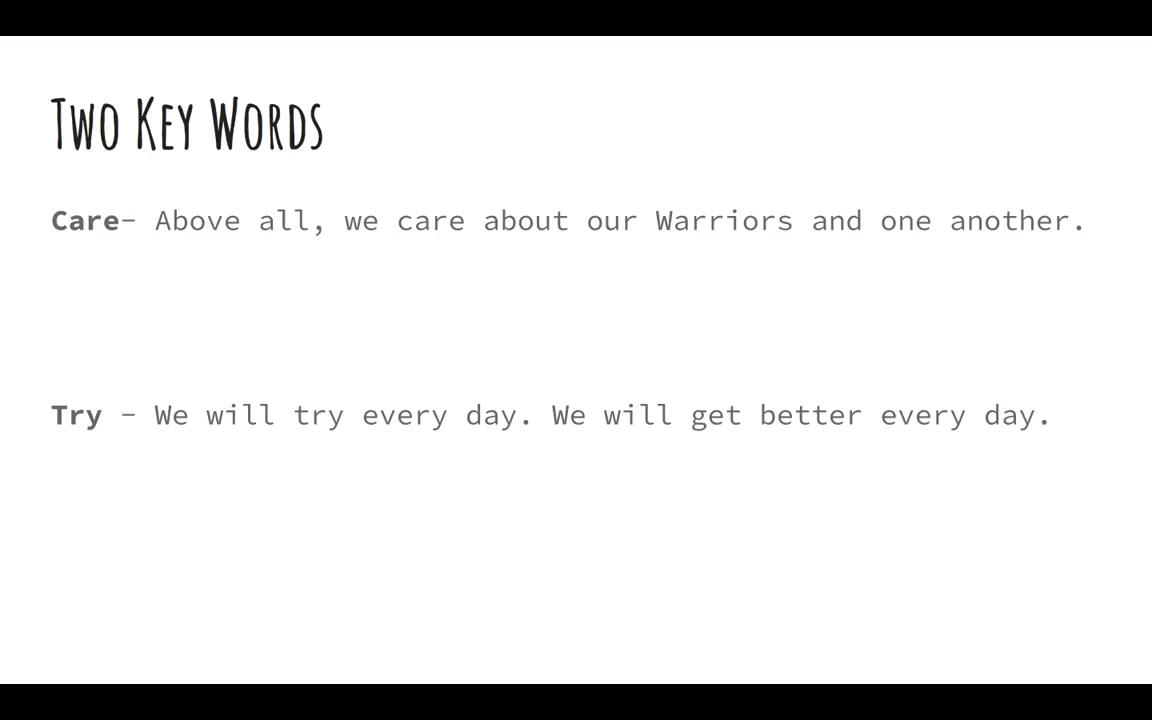 Two Key Words
Care- Above all, we care about our Warriors and one another.
Try - We will try every day. We will get better every day.